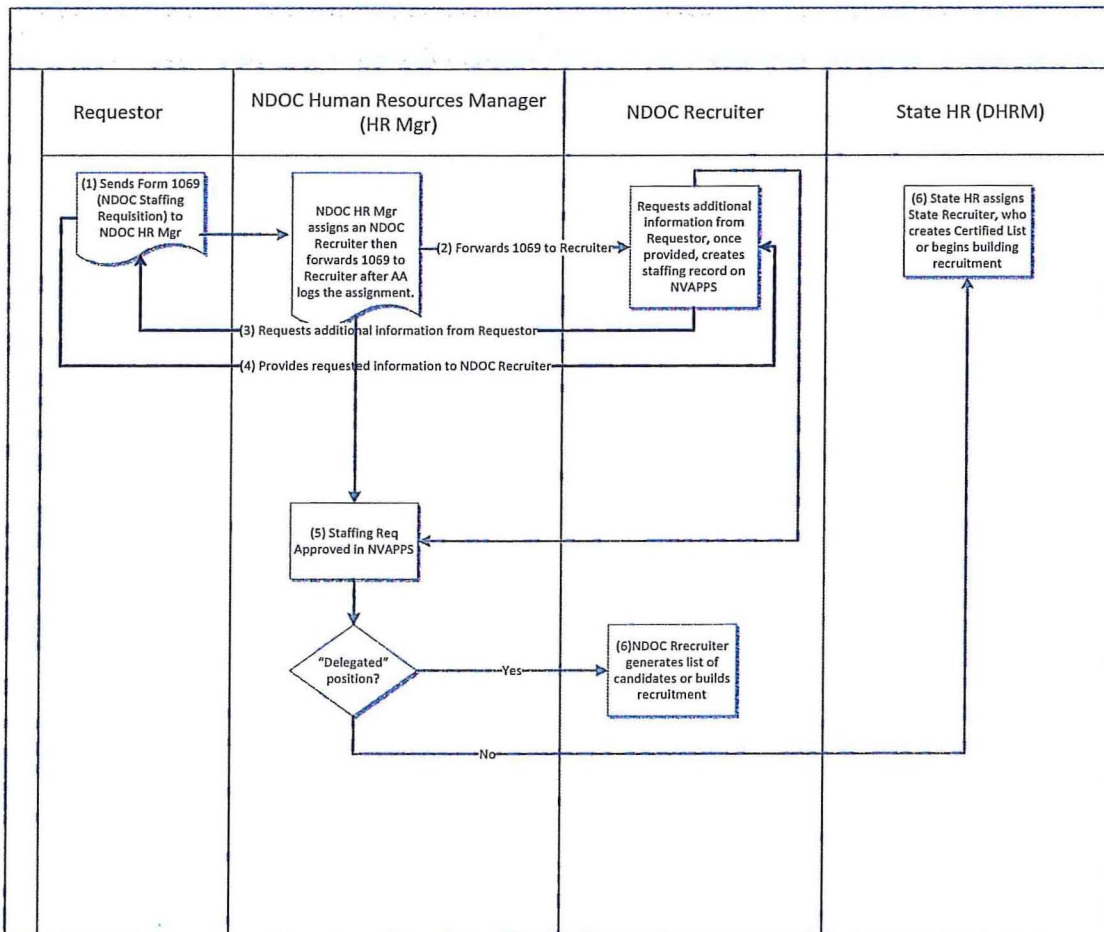 Requestor
NDOC Human Resources Manager
(HR Mgr)
NDOC Recruiter
State HR (DHRM)
(1) Sends Form 1069
(NDOC Staffing
Requisition) to
NDOC HR Mgr
NDOC HR Mgr
assigns an NDOC
Recruiter then
forwards 1069 to
Recruiter after AA
logs the assignment.
(2) Forwards 1069 to Recruiter
Requests additional
information from
Requestor, once
provided, creates
staffing record on
NVAPPS
(6) State HR assigns
State Recruiter, who
creates Certified List
or begins building
recruitment
(3) Requests additional information from Requestor
(4) Provides requested information to NDOC Recruiter
(5) Staffing Req
Approved in NVAPPS
"Delegated"
position?
Yes
(6)NDOC Rrecruiter
generates list of
candidates or builds
recruitment
No